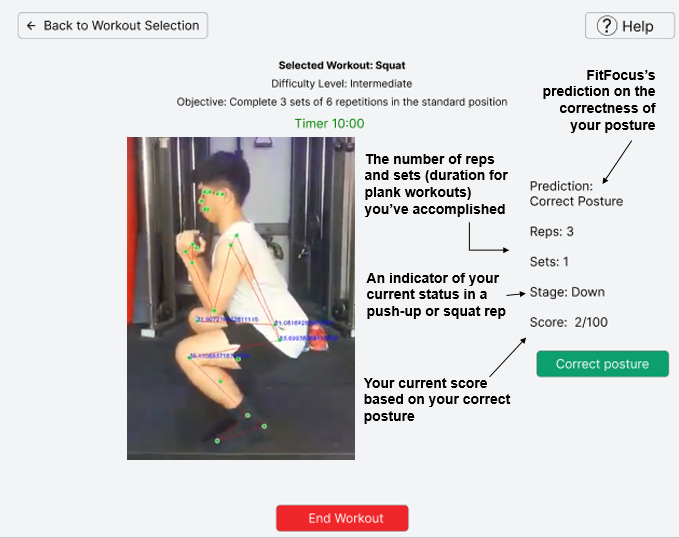 ← Back to Workout Selection
? Help
Selected Workout: Squat
Difficulty Level: Intermediate
Objective: Complete 3 sets of 6 repetitions in the standard position
Timer 10:00
FitFocus's
prediction on the
correctness of
your posture
The number of reps
and sets (duration for
plank workouts)
you've accomplished
Prediction:
Correct Posture
Reps: 3
Sets: 1
An indicator of your
current status in a
push-up or squat rep
Stage: Down
Score: 2/100
Correct posture
Your current score
based on your correct
posture
End Workout